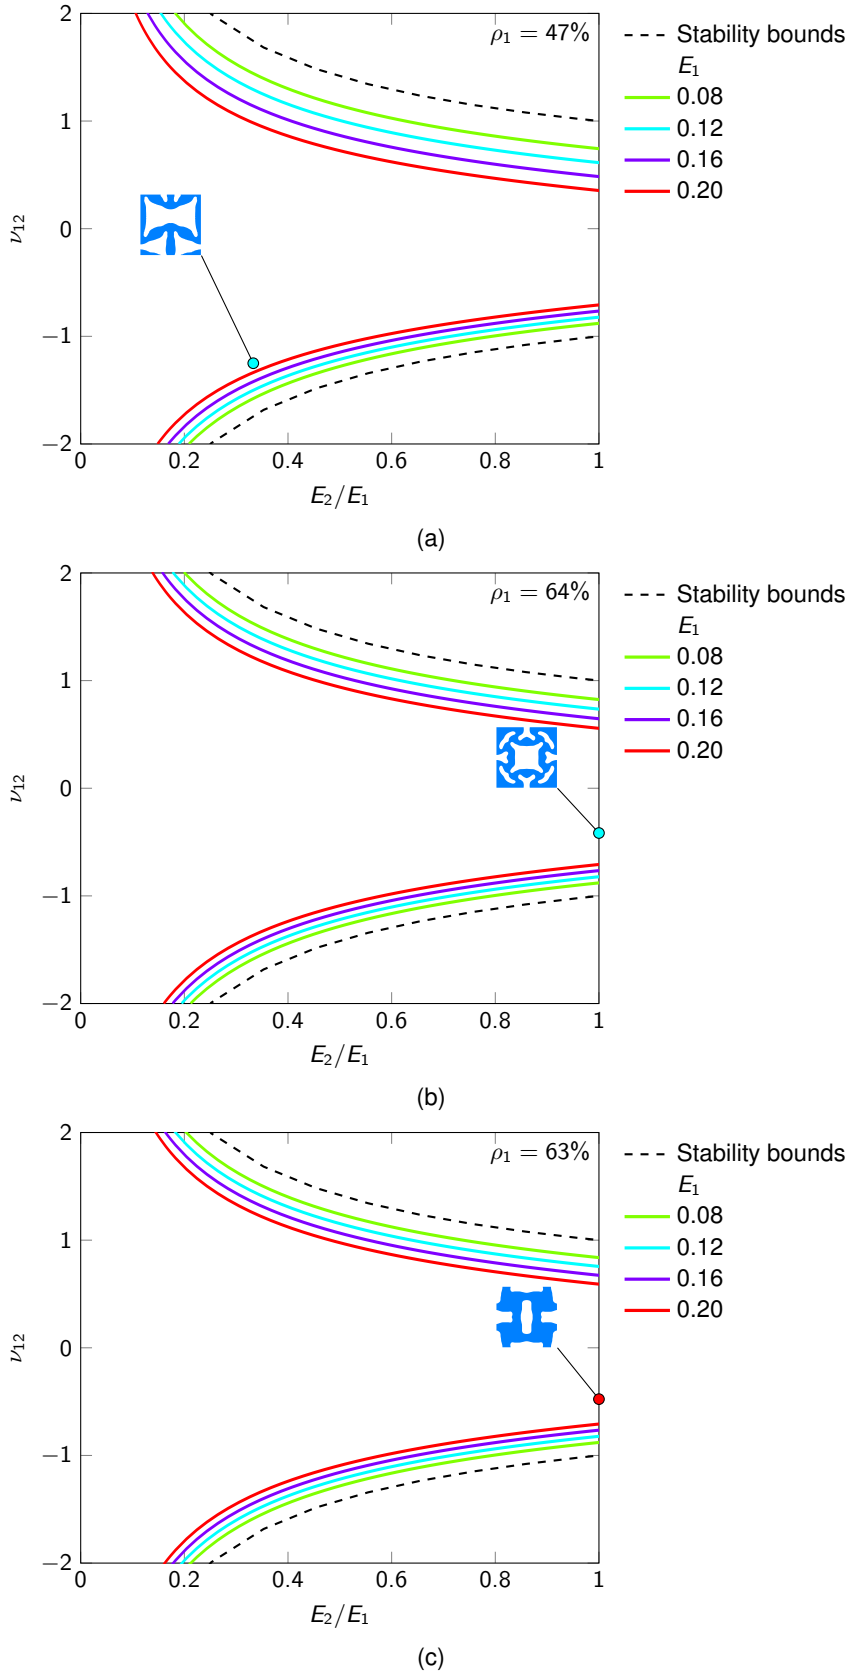 ρ₁ = 47%
Stability bounds
E₁
0.08
0.12
0.16
0.20
2
1
0
−1
−2
ν₁₂
0 0.2 0.4 0.6 0.8 1
E₂/E₁
(a)
ρ₁ = 64%
Stability bounds
E₁
0.08
0.12
0.16
0.20
2
1
0
−1
−2
ν₁₂
0 0.2 0.4 0.6 0.8 1
E₂/E₁
(b)
ρ₁ = 63%
Stability bounds
E₁
0.08
0.12
0.16
0.20
2
1
0
−1
−2
ν₁₂
0 0.2 0.4 0.6 0.8 1
E₂/E₁
(c)